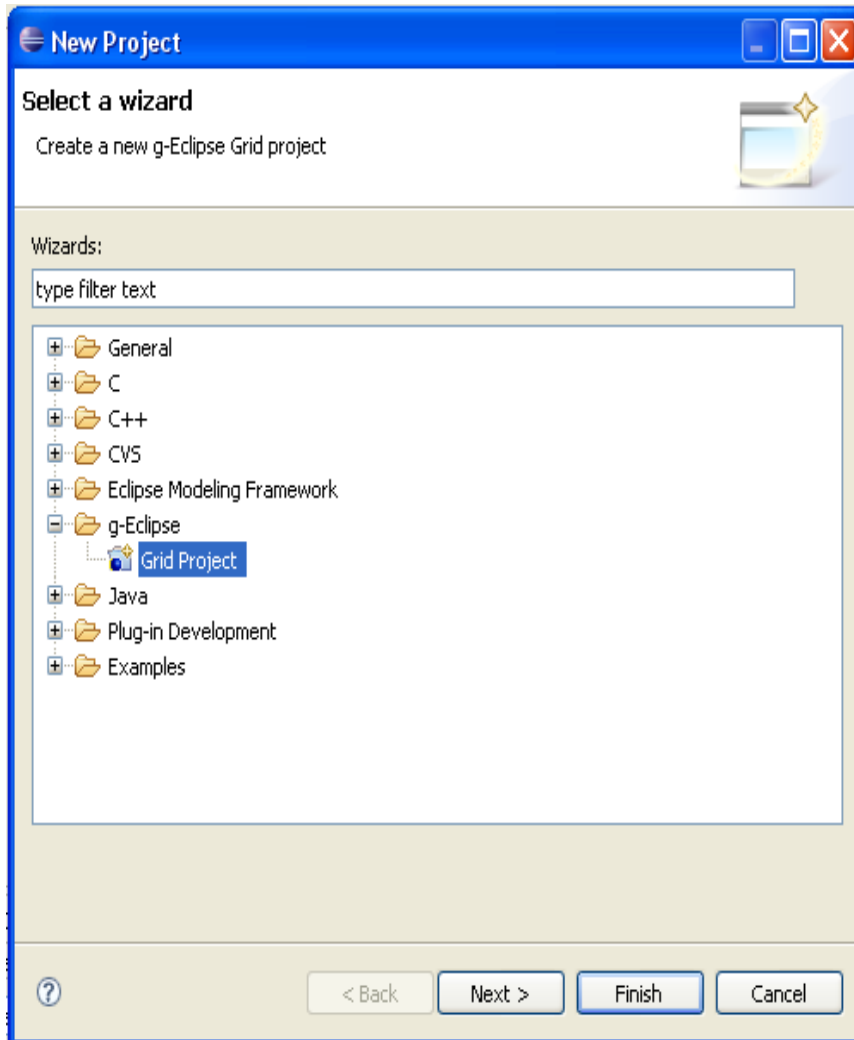 New Project
Select a wizard
Create a new g-Eclipse Grid project
Wizards:
type filter text
General
C
C++
CVS
Eclipse Modeling Framework
g-Eclipse
Grid Project
Java
Plug-in Development
Examples
? < Back Next > Finish Cancel